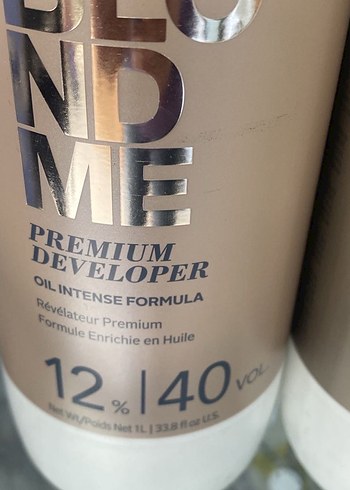 BLO
ND
ME
PREMIUM
DEVELOPER
OIL INTENSE FORMULA
Révélateur Premium
Formule Enrichie en Huile
12% | 40 VOL.
Net Wt/Poids Net 1L | 33.8 fl oz U.S.